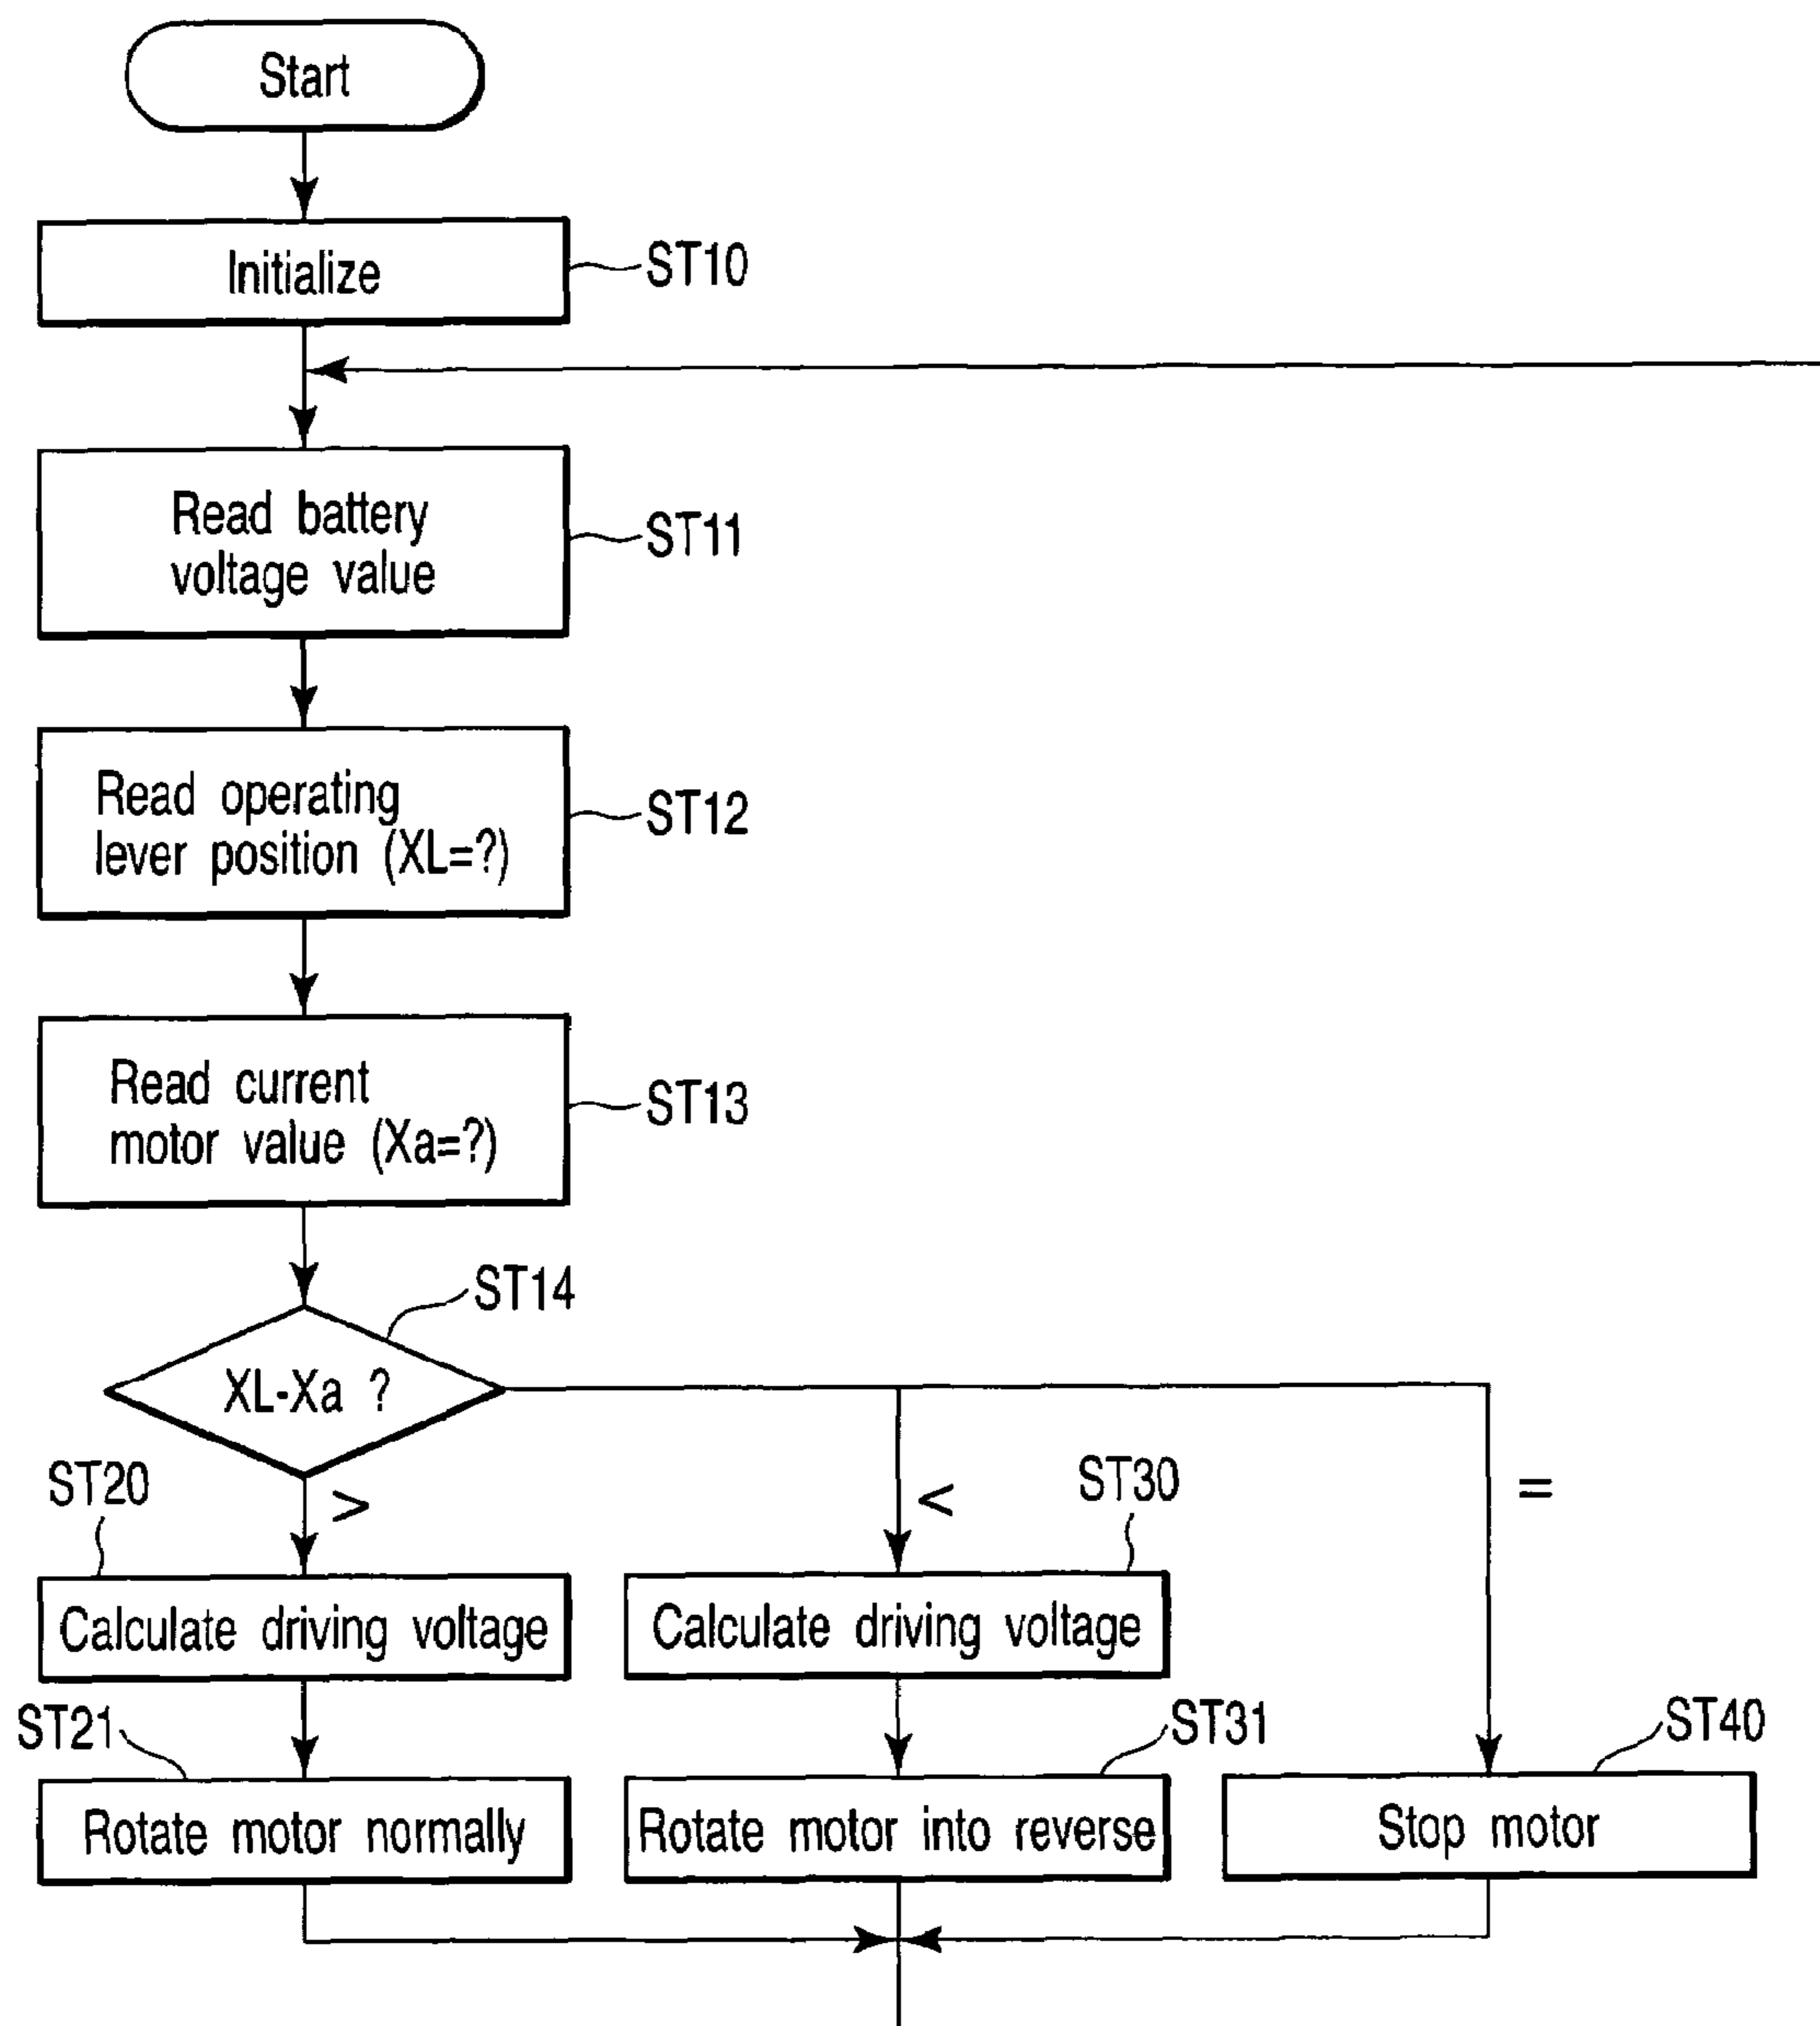 Start
Initialize
ST10
Read battery
voltage value
ST11
Read operating
lever position (XL=?)
ST12
Read current
motor value (Xa=?)
ST13
ST14
XL-Xa ?
ST20
>
<
ST30
=
Calculate driving voltage
Calculate driving voltage
ST21
ST31
ST40
Rotate motor normally
Rotate motor into reverse
Stop motor